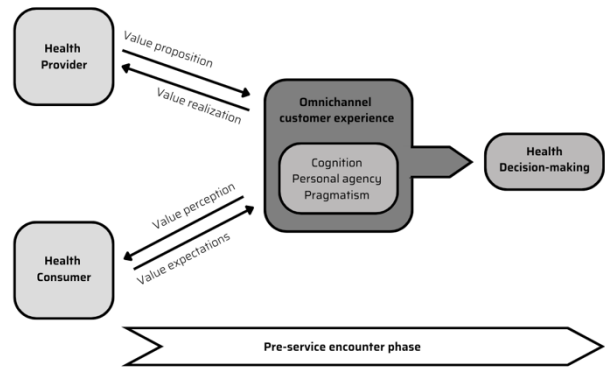 Health
Provider
Value proposition
Value realization
Omnichannel
customer experience
Cognition
Personal agency
Pragmatism
Health
Decision-making
Value perception
Value expectations
Health
Consumer
Pre-service encounter phase